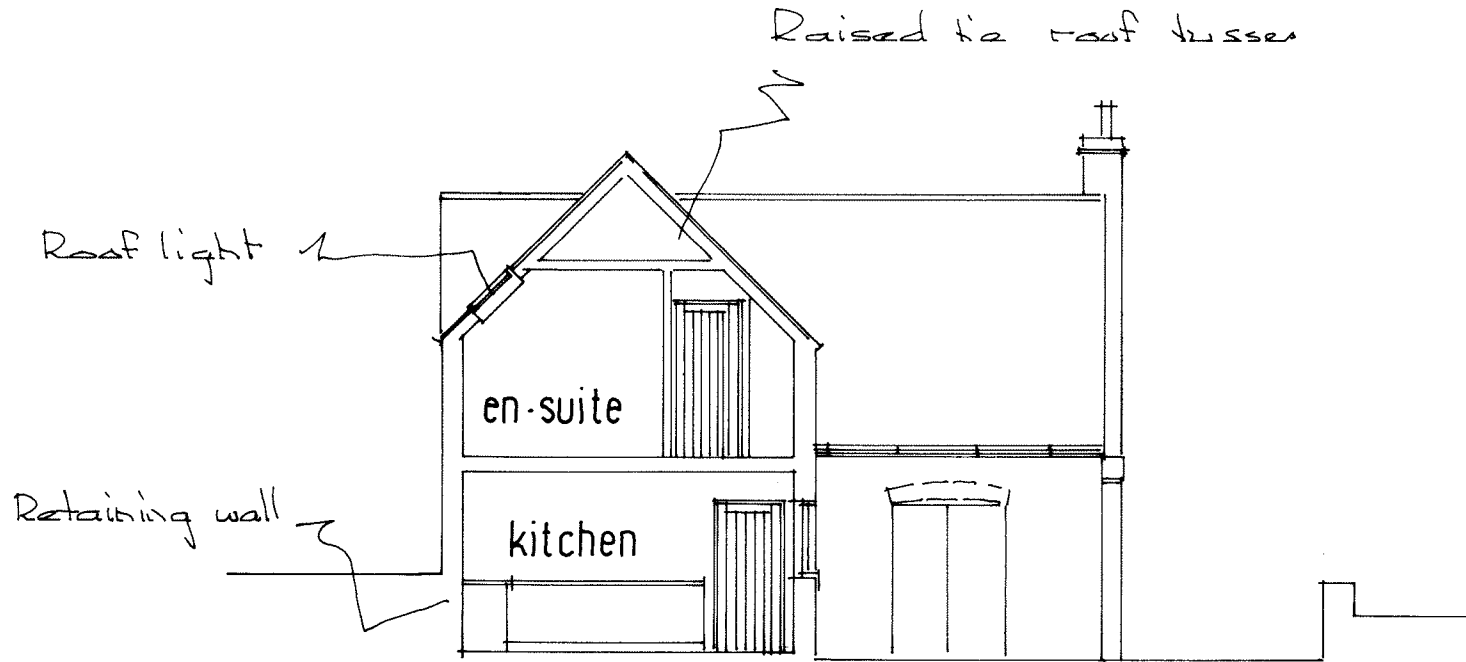 Raised tie roof trusses
Roof light
en-suite
Retaining wall
kitchen